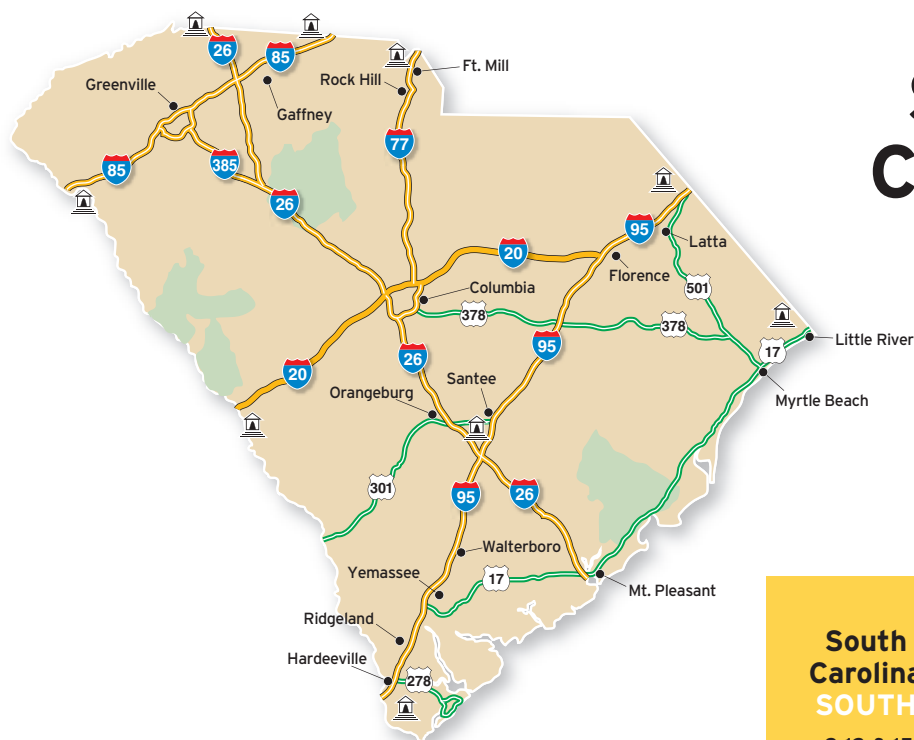 26
85
Ft. Mill
Rock Hill
Greenville
Gaffney
77
385
85
26
95
Latta
20
Florence
501
Columbia
378
378
Little River
17
95
26
20
Santee
Myrtle Beach
Orangeburg
301
95
26
Walterboro
17
Yemassee
Mt. Pleasant
Ridgeland
Hardeeville
278
South
Carolina
SOUTH